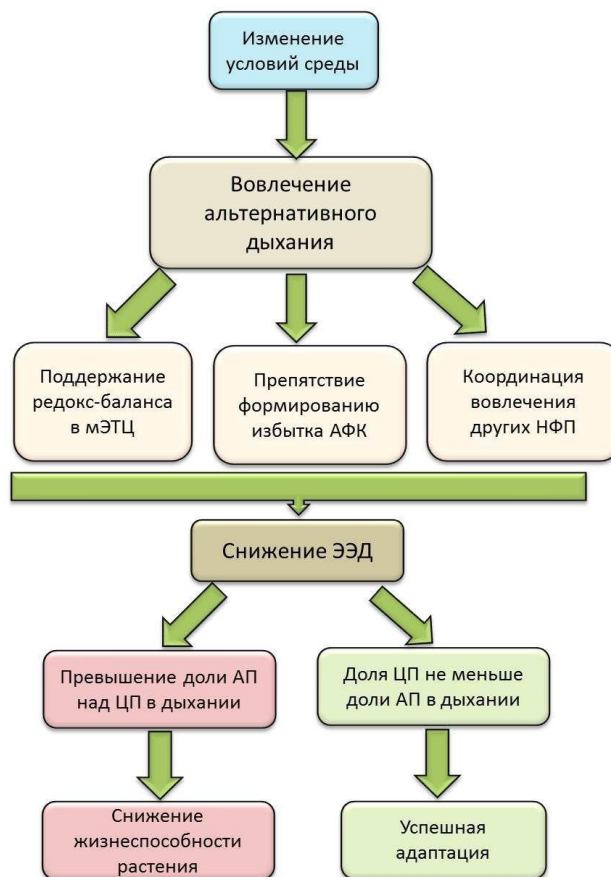 Изменение
условий среды
Вовлечение
альтернативного
дыхания
Поддержание
редокс-баланса
в мЭТЦ
Препятствие
формированию
избытка АФК
Координация
вовлечения
других НФП
Снижение ЭЭД
Превышение доли АП
над ЦП в дыхании
Доля ЦП не меньше
доли АП в дыхании
Снижение
жизнеспособности
растения
Успешная
адаптация